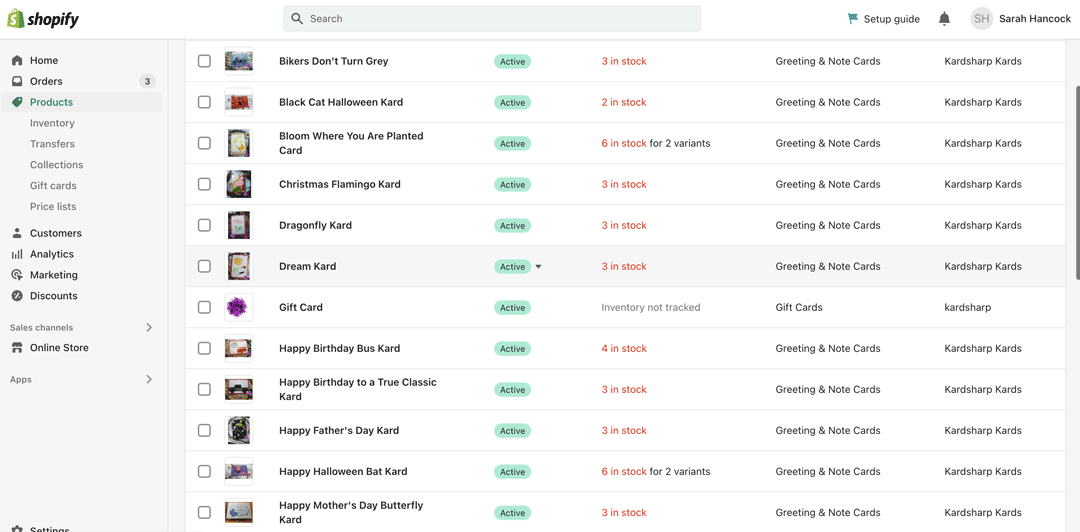 shopify
Search
Setup guide
SH
Sarah Hancock
Home
Orders
3
Products
Inventory
Transfers
Collections
Gift cards
Price lists
Customers
Analytics
Marketing
Discounts
Sales channels
Online Store
Apps
Settings
Bikers Don't Turn Grey Active 3 in stock Greeting & Note Cards Kardsharp Kards
Black Cat Halloween Kard Active 2 in stock Greeting & Note Cards Kardsharp Kards
Bloom Where You Are Planted
Card
Active 6 in stock for 2 variants Greeting & Note Cards Kardsharp Kards
Christmas Flamingo Kard Active 3 in stock Greeting & Note Cards Kardsharp Kards
Dragonfly Kard Active 3 in stock Greeting & Note Cards Kardsharp Kards
Dream Kard Active 3 in stock Greeting & Note Cards Kardsharp Kards
Gift Card Active Inventory not tracked Gift Cards kardsharp
Happy Birthday Bus Kard Active 4 in stock Greeting & Note Cards Kardsharp Kards
Happy Birthday to a True Classic
Kard
Active 3 in stock Greeting & Note Cards Kardsharp Kards
Happy Father's Day Kard Active 3 in stock Greeting & Note Cards Kardsharp Kards
Happy Halloween Bat Kard Active 6 in stock for 2 variants Greeting & Note Cards Kardsharp Kards
Happy Mother's Day Butterfly
Kard
Active 3 in stock Greeting & Note Cards Kardsharp Kards